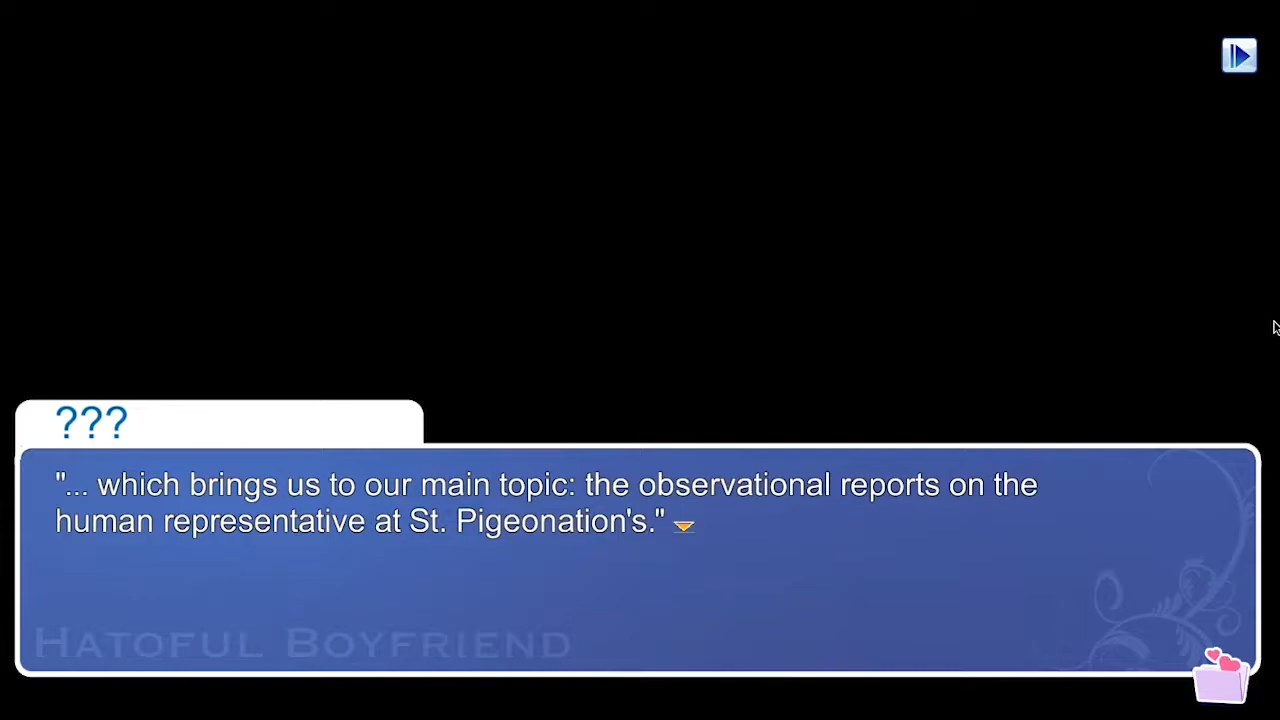 ???
"... which brings us to our main topic: the observational reports on the
human representative at St. Pigeonation's."
HATOFUL BOYFRIEND